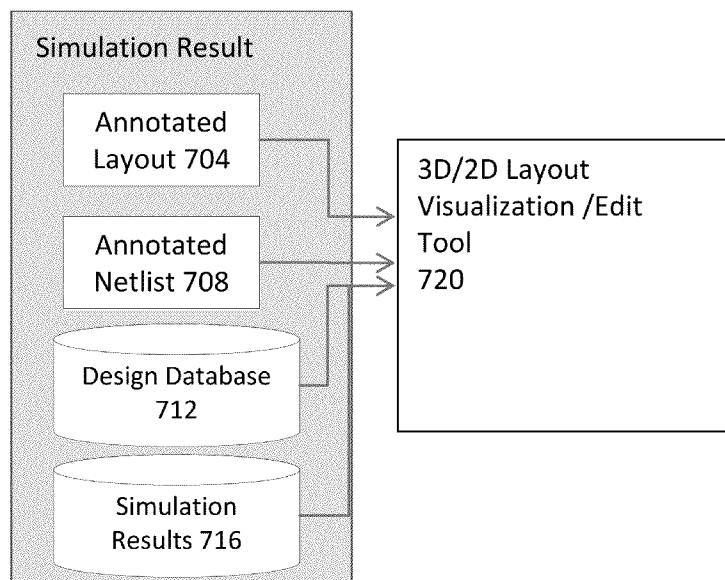 Simulation Result
Annotated
Layout 704
Annotated
Netlist 708
Design Database
712
Simulation
Results 716
3D/2D Layout
Visualization /Edit
Tool
720